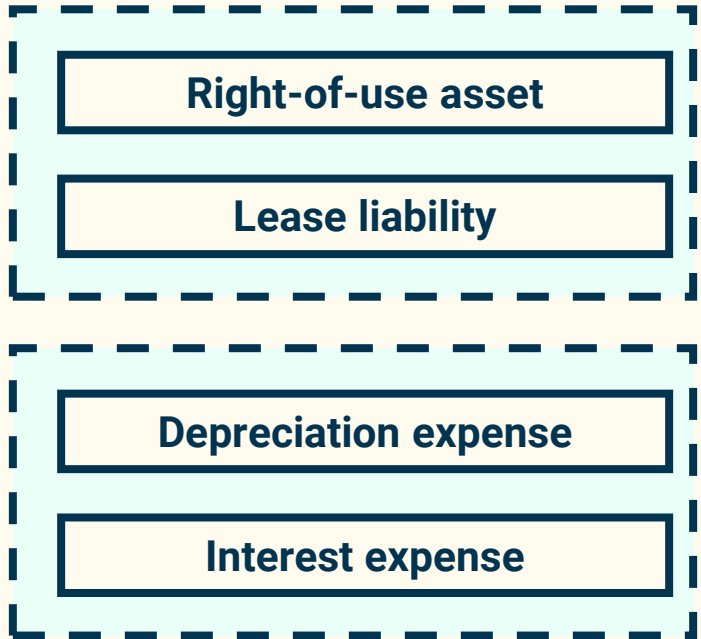 Right-of-use asset
Lease liability
Depreciation expense
Interest expense